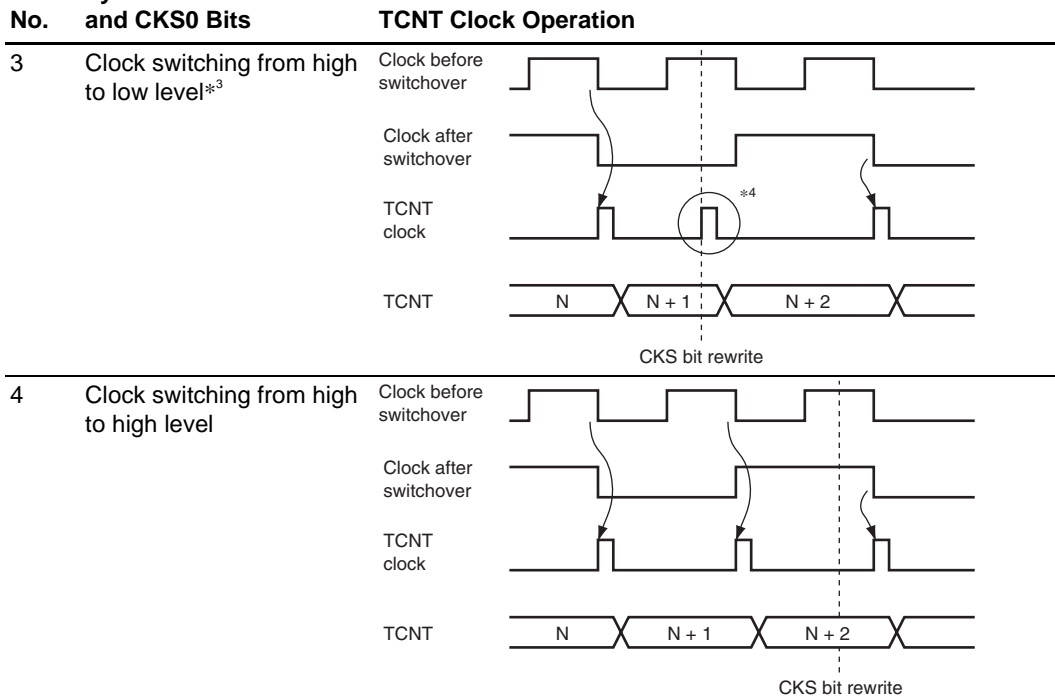 No. and CKS0 Bits TCNT Clock Operation
3 Clock switching from high to low level*3
Clock before switchover
Clock after switchover
*4
TCNT clock
TCNT N N + 1 N + 2
CKS bit rewrite
4 Clock switching from high to high level
Clock before switchover
Clock after switchover
TCNT clock
TCNT N N + 1 N + 2
CKS bit rewrite